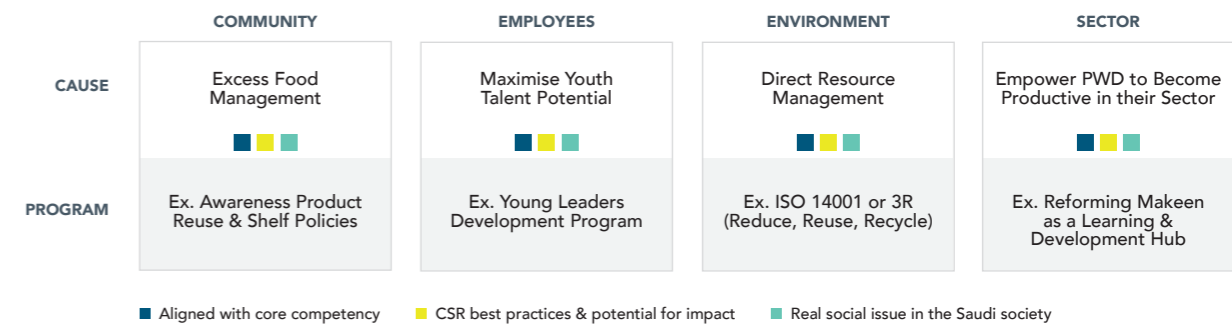 COMMUNITY
EMPLOYEES
ENVIRONMENT
SECTOR
CAUSE
Excess Food
Management
Maximise Youth
Talent Potential
Direct Resource
Management
Empower PWD to Become
Productive in their Sector
PROGRAM
Ex. Awareness Product
Reuse & Shelf Policies
Ex. Young Leaders
Development Program
Ex. ISO 14001 or 3R
(Reduce, Reuse, Recycle)
Ex. Reforming Makeen
as a Learning &
Development Hub
Aligned with core competency
CSR best practices & potential for impact
Real social issue in the Saudi society